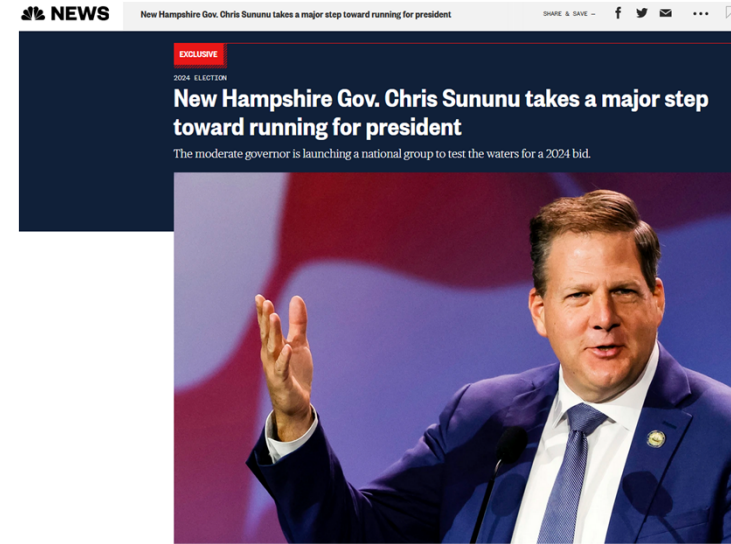 NEWS
New Hampshire Gov. Chris Sununu takes a major step toward running for president
SHARE & SAVE —
EXCLUSIVE
2024 ELECTION
New Hampshire Gov. Chris Sununu takes a major step
toward running for president
The moderate governor is launching a national group to test the waters for a 2024 bid.